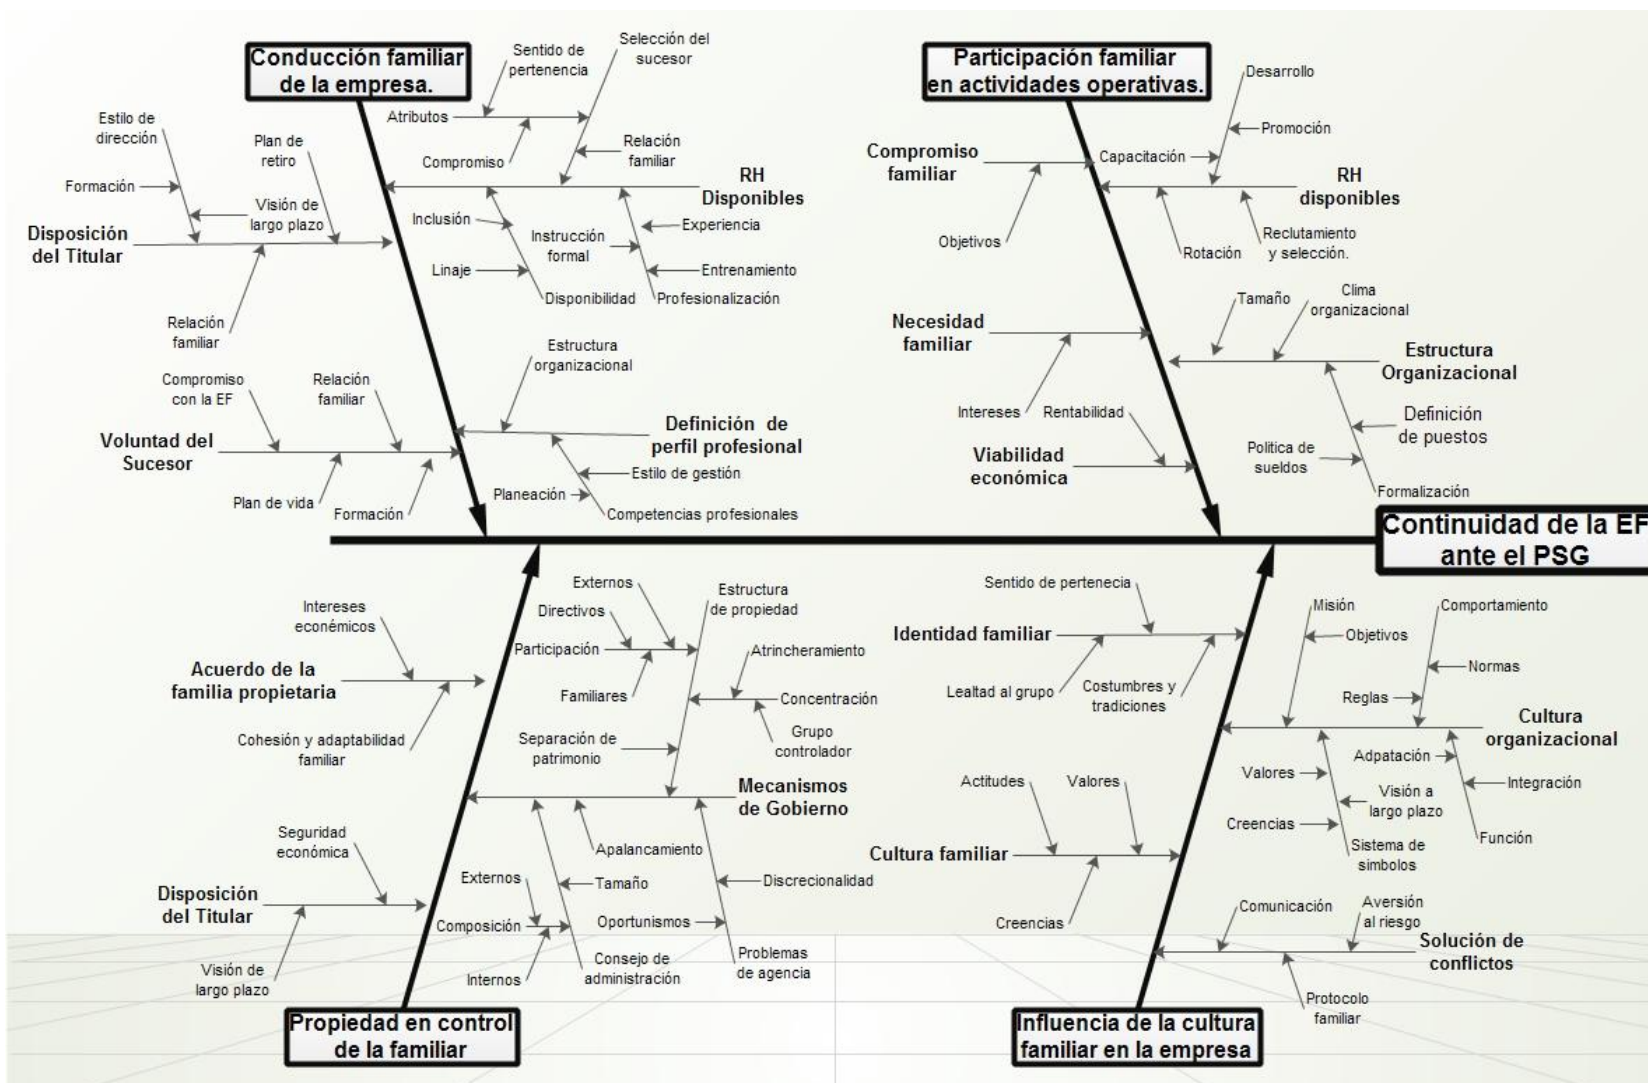 Conducción familiar
de la empresa.
Sentido de
pertenencia
Selección del
sucesor
Atributos
Compromiso
Relación
familiar
Estilo de
dirección
Plan de
retiro
Formación
Visión de
largo plazo
Disposición
del Titular
Relación
familiar
RH
Disponibles
Inclusión
Experiencia
Instrucción
formal
Linaje
Entrenamiento
Disponibilidad
Profesionalización
Compromiso
con la EF
Relación
familiar
Voluntad del
Sucesor
Plan de vida
Formación
Estructura
organizacional
Definición de
perfil profesional
Estilo de gestión
Planeación
Competencias profesionales
Participación familiar
en actividades operativas.
Desarrollo
Promoción
Capacitación
Compromiso
familiar
RH
disponibles
Objetivos
Rotación
Reclutamiento
y selección.
Necesidad
familiar
Intereses
Tamaño
Clima
organizacional
Estructura
Organizacional
Definición
de puestos
Politica de
sueldos
Formalización
Rentabilidad
Viabilidad
económica
Continuidad de la EF
ante el PSG
Intereses
económicos
Acuerdo de la
familia propietaria
Cohesión y adaptabilidad
familiar
Externos
Directivos
Participación
Familiares
Estructura
de propiedad
Atrincheramiento
Concentración
Grupo
controlador
Separación de
patrimonio
Mecanismos
de Gobierno
Apalancamiento
Tamaño
Externos
Composición
Internos
Consejo de
administración
Discrecionalidad
Oportunismos
Problemas
de agencia
Seguridad
económica
Disposición
del Titular
Visión de
largo plazo
Propiedad en control
de la familiar
Sentido de pertenecia
Identidad familiar
Lealtad al grupo
Costumbres y
tradiciones
Misión
Objetivos
Comportamiento
Normas
Reglas
Cultura
organizacional
Adpatación
Valores
Integración
Visión a
largo plazo
Creencias
Función
Sistema de
simbolos
Actitudes
Valores
Cultura familiar
Creencias
Comunicación
Aversión
al riesgo
Solución de
conflictos
Protocolo
familiar
Influencia de la cultura
familiar en la empresa